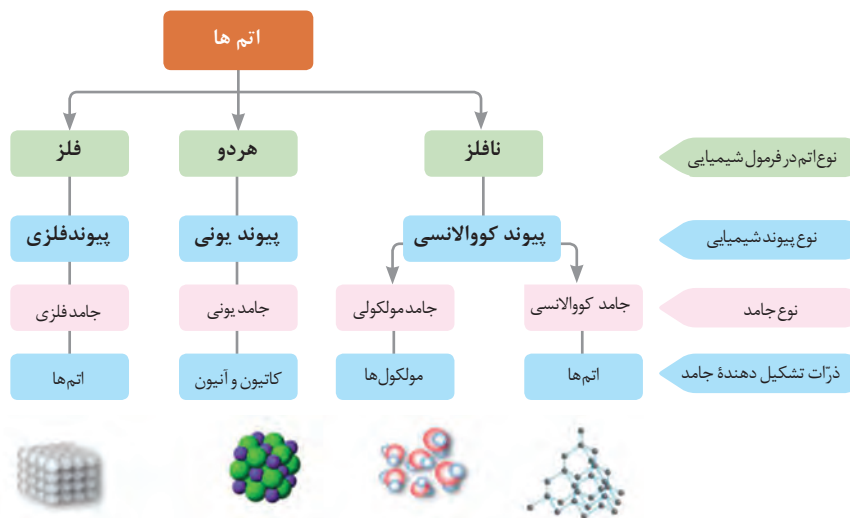 اتم ها
نوع اتم در فرمول شیمیایی
نافلز
هردو
فلز
نوع پیوند شیمیایی
پیوند کووالانسی
پیوند یونی
پیوند فلزی
نوع جامد
جامد کووالانسی
جامد مولکولی
جامد یونی
جامد فلزی
ذرّات تشکیل دهندۀ جامد
اتم‌ها
مولکول‌ها
کاتیون و آنیون
اتم‌ها